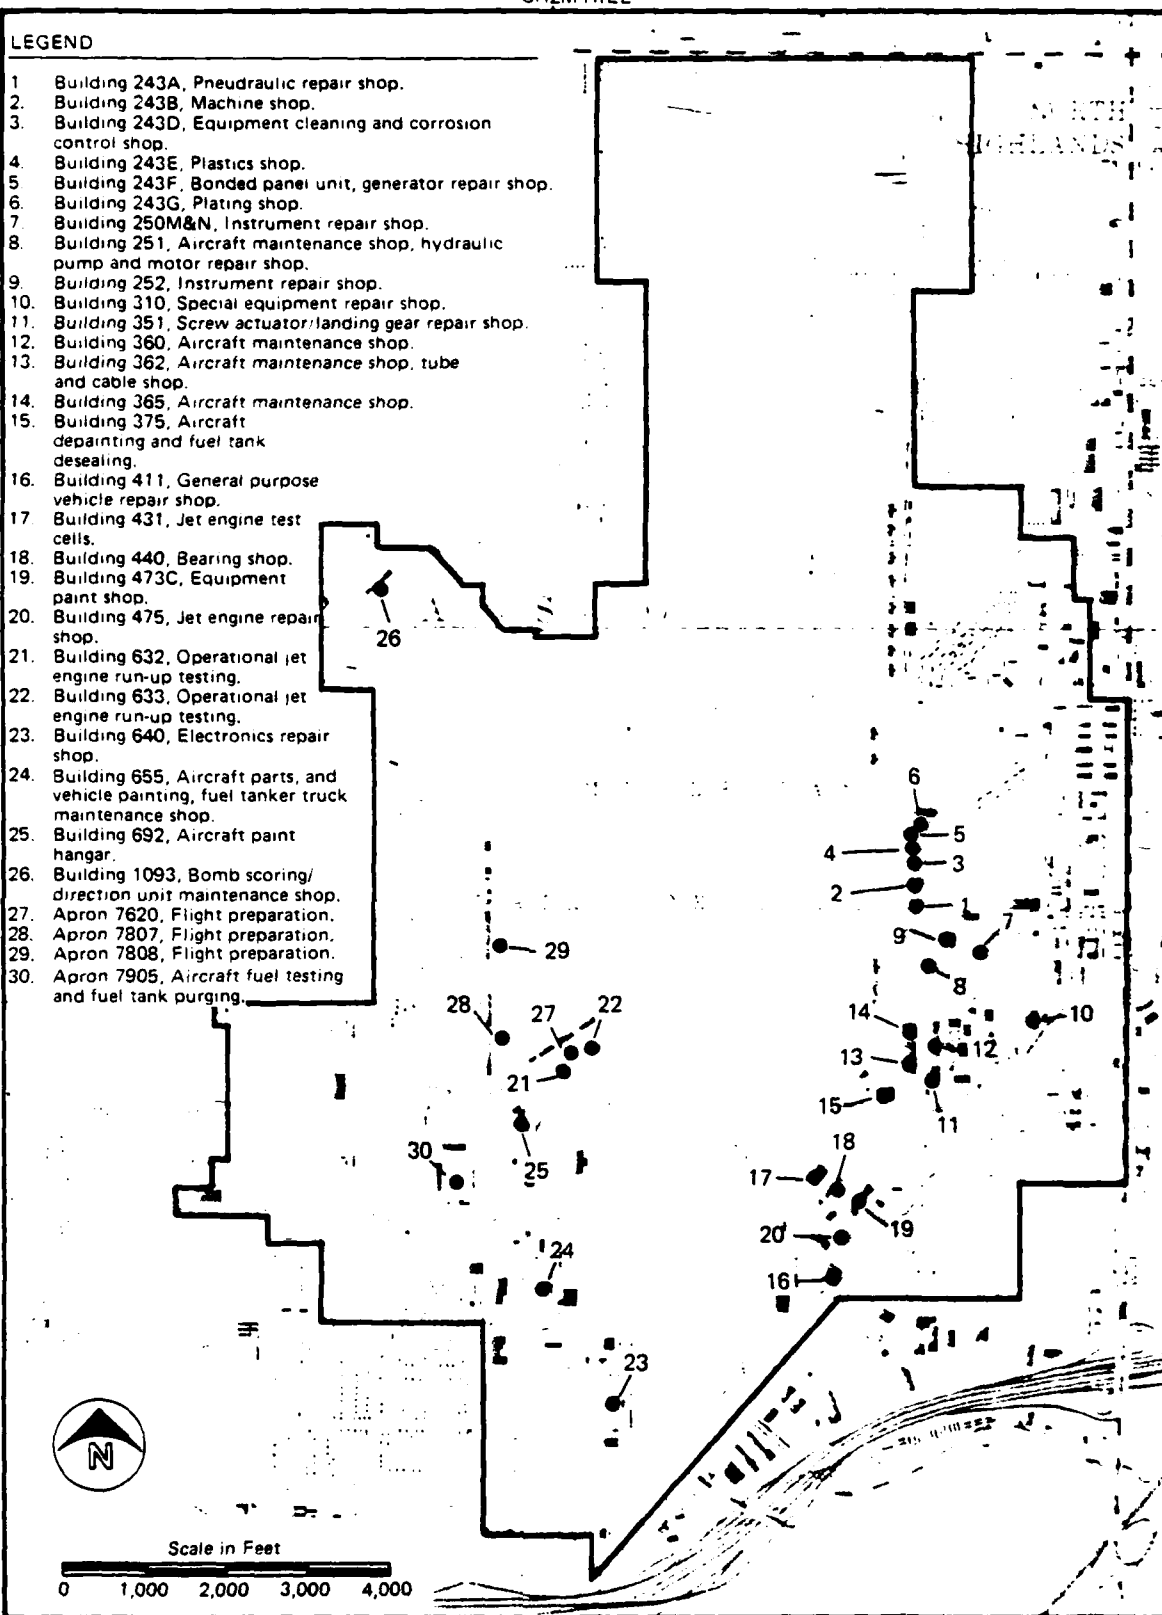 LEGEND
1 Building 243A, Pneudraulic repair shop.
2. Building 243B, Machine shop.
3. Building 243D, Equipment cleaning and corrosion
control shop.
4. Building 243E, Plastics shop.
5 Building 243F, Bonded panel unit, generator repair shop.
6 Building 243G, Plating shop.
7 Building 250M&N, Instrument repair shop.
8. Building 251, Aircraft maintenance shop, hydraulic
pump and motor repair shop.
9. Building 252, Instrument repair shop.
10. Building 310, Special equipment repair shop.
11. Building 351, Screw actuator/landing gear repair shop.
12. Building 360, Aircraft maintenance shop.
13. Building 362, Aircraft maintenance shop, tube
and cable shop.
14. Building 365, Aircraft maintenance shop.
15. Building 375, Aircraft
depainting and fuel tank
desealing.
16. Building 411, General purpose
vehicle repair shop.
17 Building 431, Jet engine test
cells.
18. Building 440, Bearing shop.
19. Building 473C, Equipment
paint shop.
20. Building 475, Jet engine repair
shop.
21. Building 632, Operational jet
engine run-up testing.
22. Building 633, Operational jet
engine run-up testing.
23. Building 640, Electronics repair
shop.
24. Building 655, Aircraft parts, and
vehicle painting, fuel tanker truck
maintenance shop.
25. Building 692, Aircraft paint
hangar.
26. Building 1093, Bomb scoring/
direction unit maintenance shop.
27. Apron 7620, Flight preparation.
28. Apron 7807, Flight preparation.
29. Apron 7808, Flight preparation.
30. Apron 7905, Aircraft fuel testing
and fuel tank purging.
NORTH
HIGHLANDS
26
6
5
4
3
2
1
9
7
8
29
28
27
22
21
14
10
12
13
15
11
30
25
18
17
19
20
24
16
23
N
Scale in Feet
0 1,000 2,000 3,000 4,000